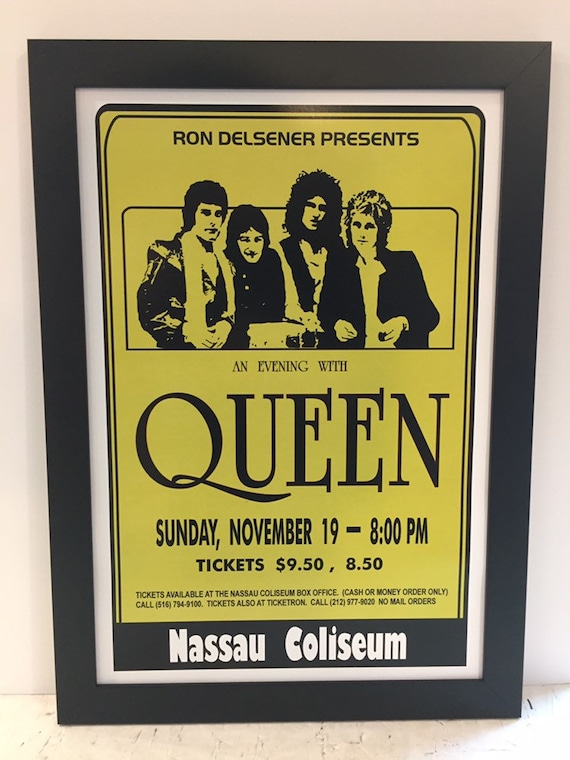 RON DELSENER PRESENTS
AN EVENING WITH
QUEEN
SUNDAY, NOVEMBER 19 – 8:00 PM
TICKETS $9.50 , 8.50
TICKETS AVAILABLE AT THE NASSAU COLISEUM BOX OFFICE. (CASH OR MONEY ORDER ONLY)
CALL (516) 794-9100. TICKETS ALSO AT TICKETRON. CALL (212) 977-9020 NO MAIL ORDERS
Nassau Coliseum